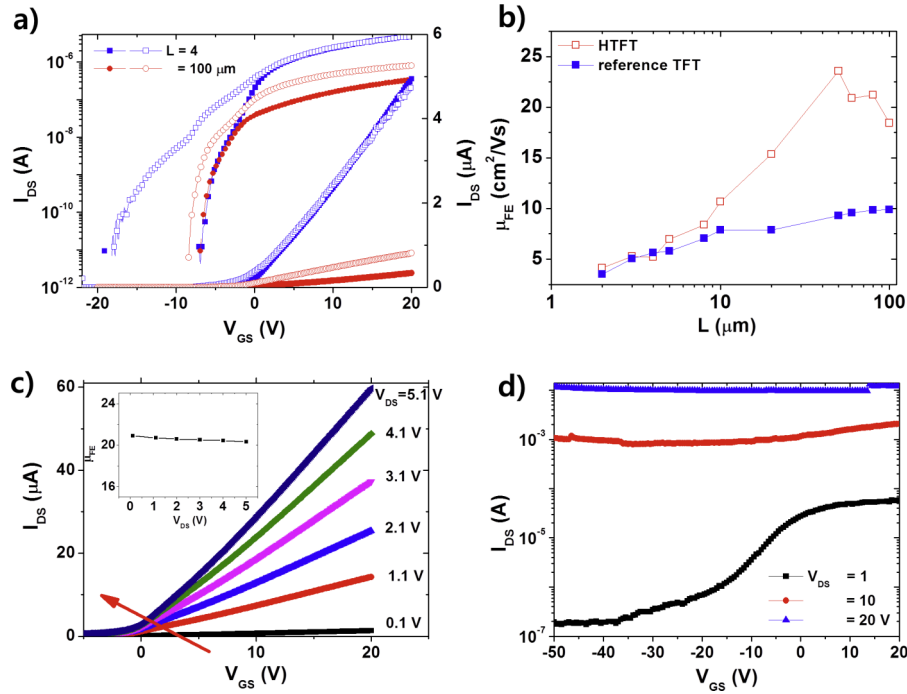 a)
L = 4
= 100 μm
10⁻⁶
10⁻⁸
10⁻¹⁰
10⁻¹²
I_DS (A)
6
5
4
3
2
1
0
I_DS (μA)
-20 -10 0 10 20
V_GS (V)
b)
HTFT
reference TFT
25
20
15
10
5
μ_FE (cm²/Vs)
1 10 100
L (μm)
c)
60
40
20
0
I_DS (μA)
24
20
16
μ_FE
0 1 2 3 4 5
V_DS (V)
V_DS=5.1 V
4.1 V
3.1 V
2.1 V
1.1 V
0.1 V
0 10 20
V_GS (V)
d)
10⁻³
10⁻⁵
10⁻⁷
I_DS (A)
V_DS = 1
= 10
= 20 V
-50 -40 -30 -20 -10 0 10 20
V_GS (V)